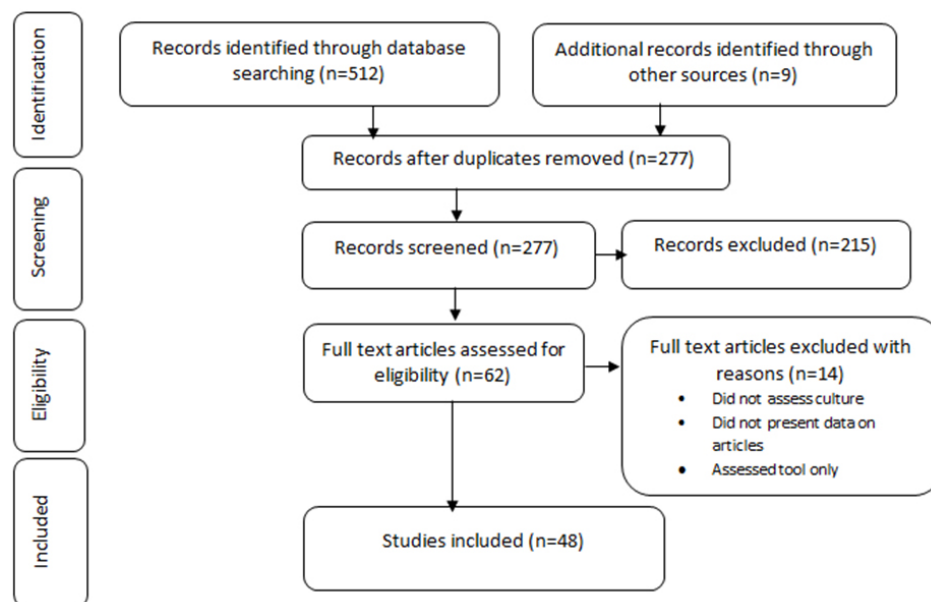 Identification
Records identified through database
searching (n=512)
Additional records identified through
other sources (n=9)
Records after duplicates removed (n=277)
Screening
Records screened (n=277)
Records excluded (n=215)
Eligibility
Full text articles assessed for
eligibility (n=62)
Full text articles excluded with
reasons (n=14)
• Did not assess culture
• Did not present data on
articles
• Assessed tool only
Included
Studies included (n=48)